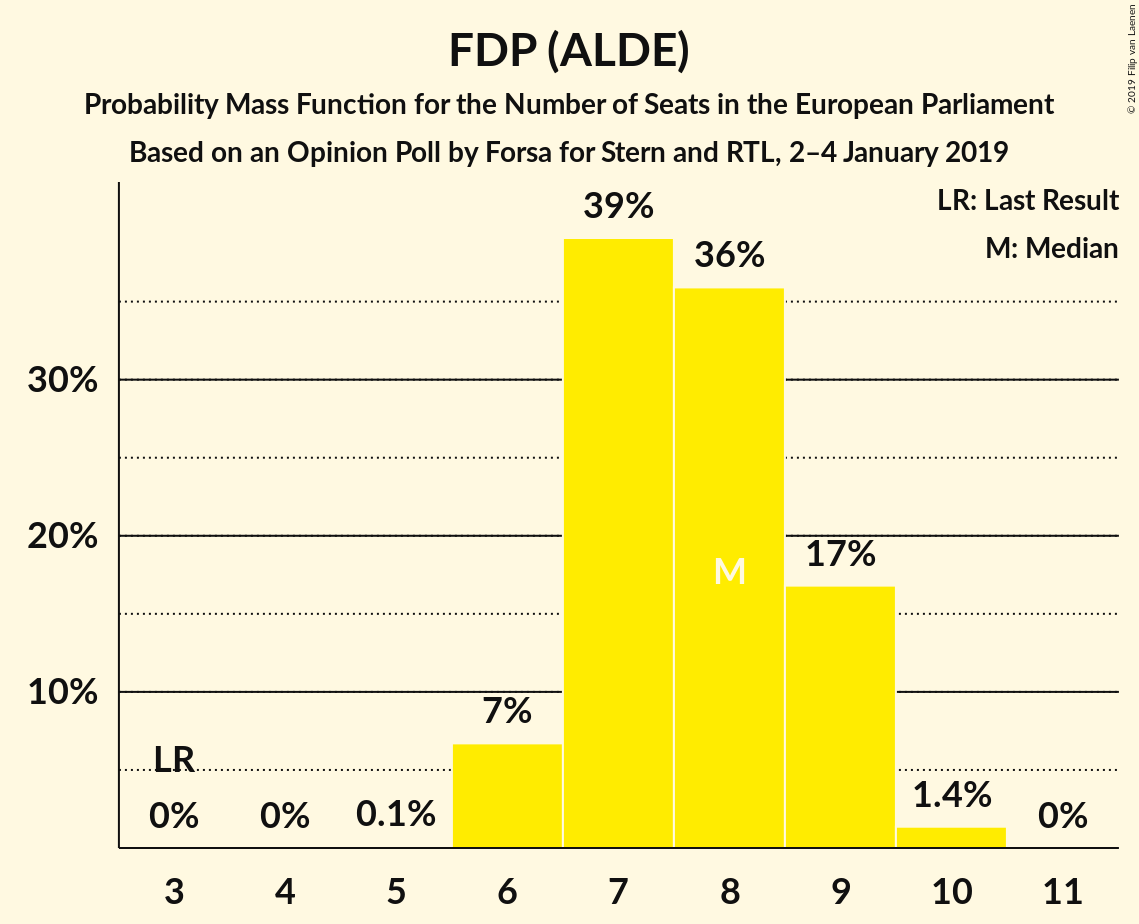 FDP (ALDE)
Probability Mass Function for the Number of Seats in the European Parliament
Based on an Opinion Poll by Forsa for Stern and RTL, 2–4 January 2019
© 2019 Filip van Laenen
LR: Last Result
M: Median
39%
36%
30%
20%
17%
M
10%
7%
LR
0%
0%
0.1%
1.4%
0%
3
4
5
6
7
8
9
10
11